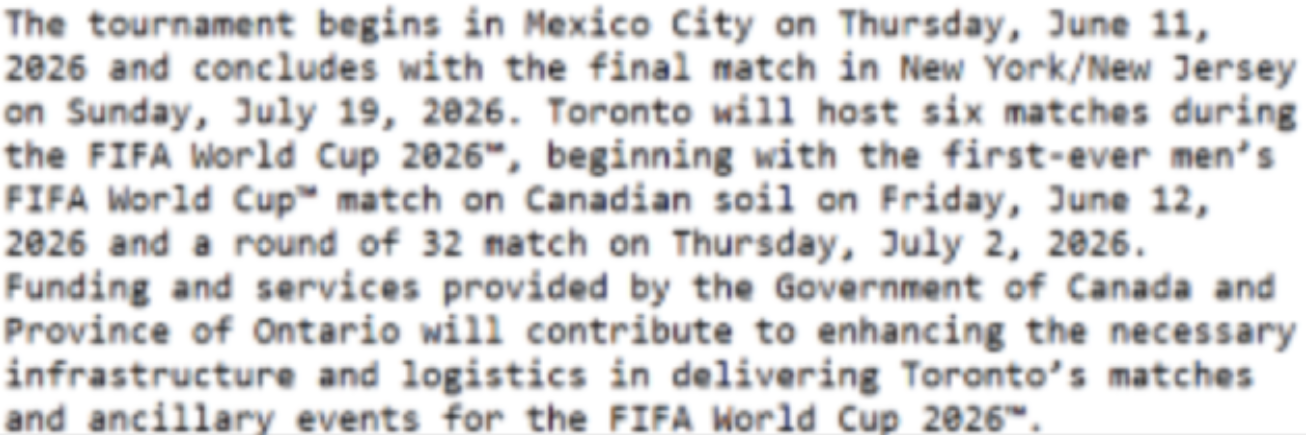 The tournament begins in Mexico City on Thursday, June 11,
2026 and concludes with the final match in New York/New Jersey
on Sunday, July 19, 2026. Toronto will host six matches during
the FIFA World Cup 2026™, beginning with the first-ever men’s
FIFA World Cup™ match on Canadian soil on Friday, June 12,
2026 and a round of 32 match on Thursday, July 2, 2026.
Funding and services provided by the Government of Canada and
Province of Ontario will contribute to enhancing the necessary
infrastructure and logistics in delivering Toronto’s matches
and ancillary events for the FIFA World Cup 2026™.